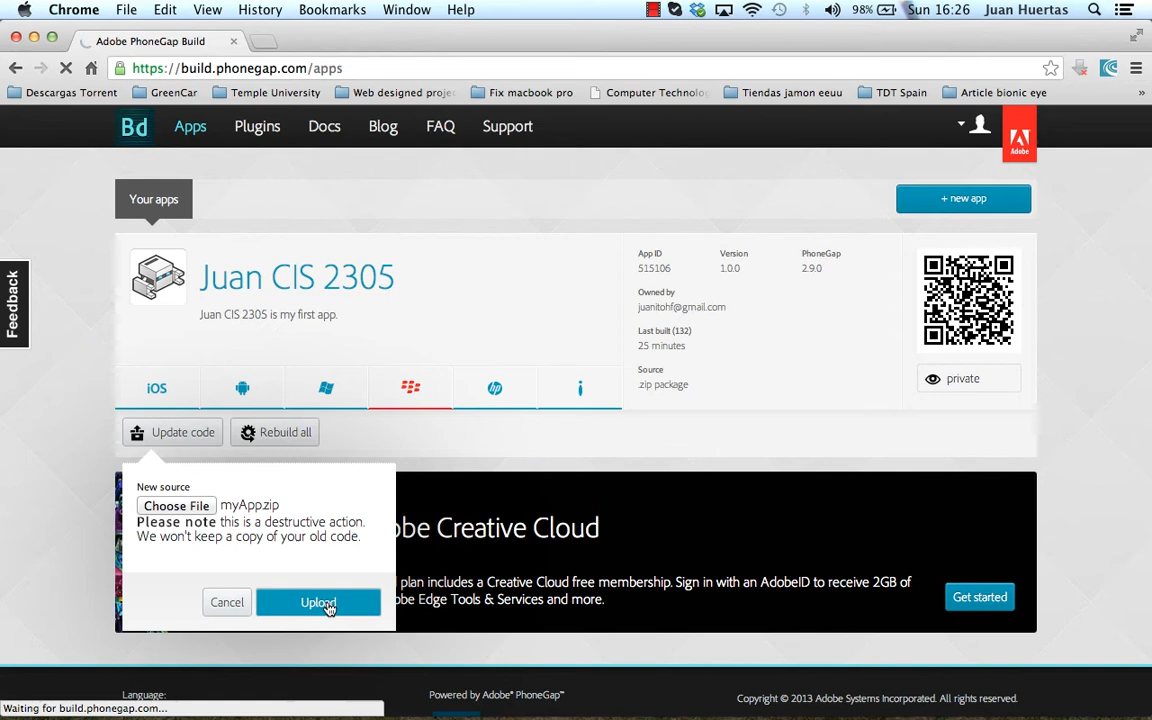 Chrome File Edit View History Bookmarks Window Help 98% Sun 16:26 Juan Huertas
Adobe PhoneGap Build
https://build.phonegap.com/apps
Descargas Torrent GreenCar Temple University Web designed proje Fix macbook pro Computer Technolo Tiendas jamon eeuu TDT Spain Article bionic eye »
Bd Apps Plugins Docs Blog FAQ Support Adobe
Your apps + new app
Juan CIS 2305
Juan CIS 2305 is my first app.
App ID Version PhoneGap
515106 1.0.0 2.9.0
Owned by
juanitohf@gmail.com
Last built (132)
25 minutes
Source
.zip package
private
iOS
Update code Rebuild all
Feedback
New source
Choose File myApp.zip
Please note this is a destructive action.
We won't keep a copy of your old code.
Cancel Upload
obe Creative Cloud
plan includes a Creative Cloud free membership. Sign in with an AdobeID to receive 2GB of
obe Edge Tools & Services and more.
Get started
Language: Powered by Adobe® PhoneGap™ Copyright © 2013 Adobe Systems Incorporated. All rights reserved.
Waiting for build.phonegap.com...